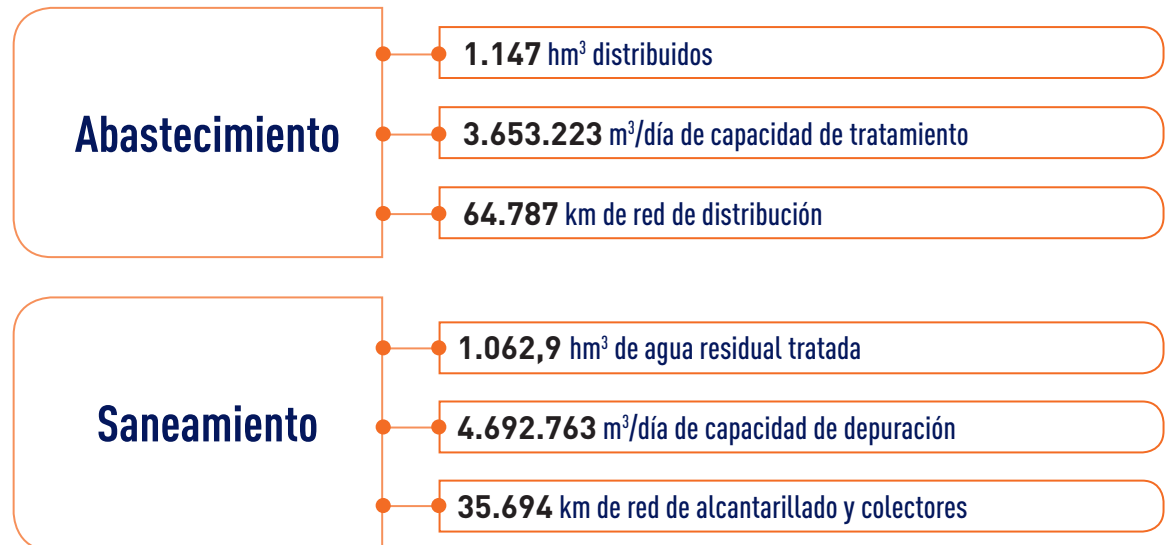 Abastecimiento
1.147 hm³ distribuidos
3.653.223 m³/día de capacidad de tratamiento
64.787 km de red de distribución
Saneamiento
1.062,9 hm³ de agua residual tratada
4.692.763 m³/día de capacidad de depuración
35.694 km de red de alcantarillado y colectores